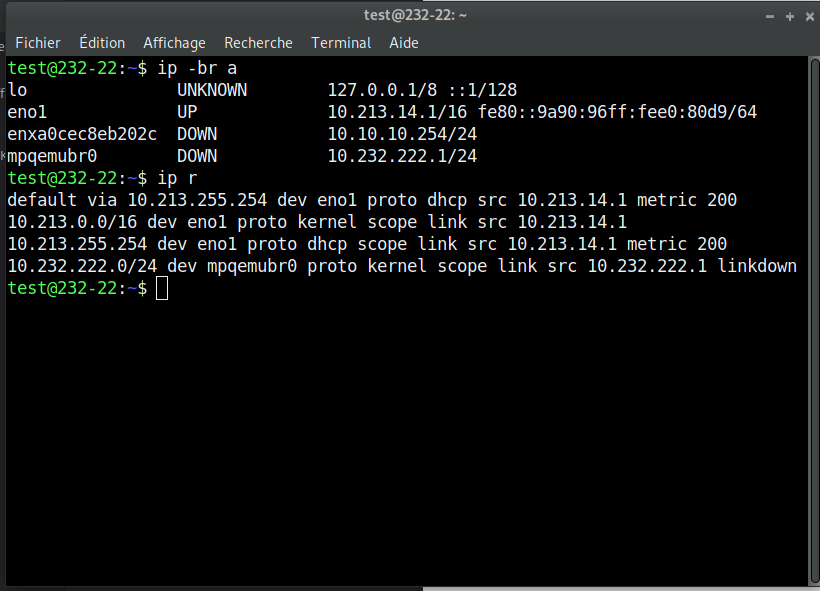 test@232-22: ~
Fichier Édition Affichage Recherche Terminal Aide
test@232-22:~$ ip -br a
lo UNKNOWN 127.0.0.1/8 ::1/128
eno1 UP 10.213.14.1/16 fe80::9a90:96ff:fee0:80d9/64
enxa0cec8eb202c DOWN 10.10.10.254/24
mpqemubr0 DOWN 10.232.222.1/24
test@232-22:~$ ip r
default via 10.213.255.254 dev eno1 proto dhcp src 10.213.14.1 metric 200
10.213.0.0/16 dev eno1 proto kernel scope link src 10.213.14.1
10.213.255.254 dev eno1 proto dhcp scope link src 10.213.14.1 metric 200
10.232.222.0/24 dev mpqemubr0 proto kernel scope link src 10.232.222.1 linkdown
test@232-22:~$